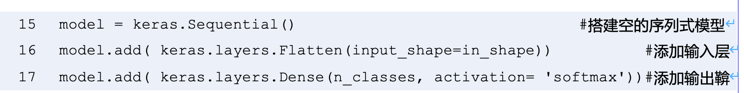 15 model = keras.Sequential() #搭建空的序列式模型
16 model.add( keras.layers.Flatten(input_shape=in_shape)) #添加输入层
17 model.add( keras.layers.Dense(n_classes, activation= 'softmax'))#添加输出鞥